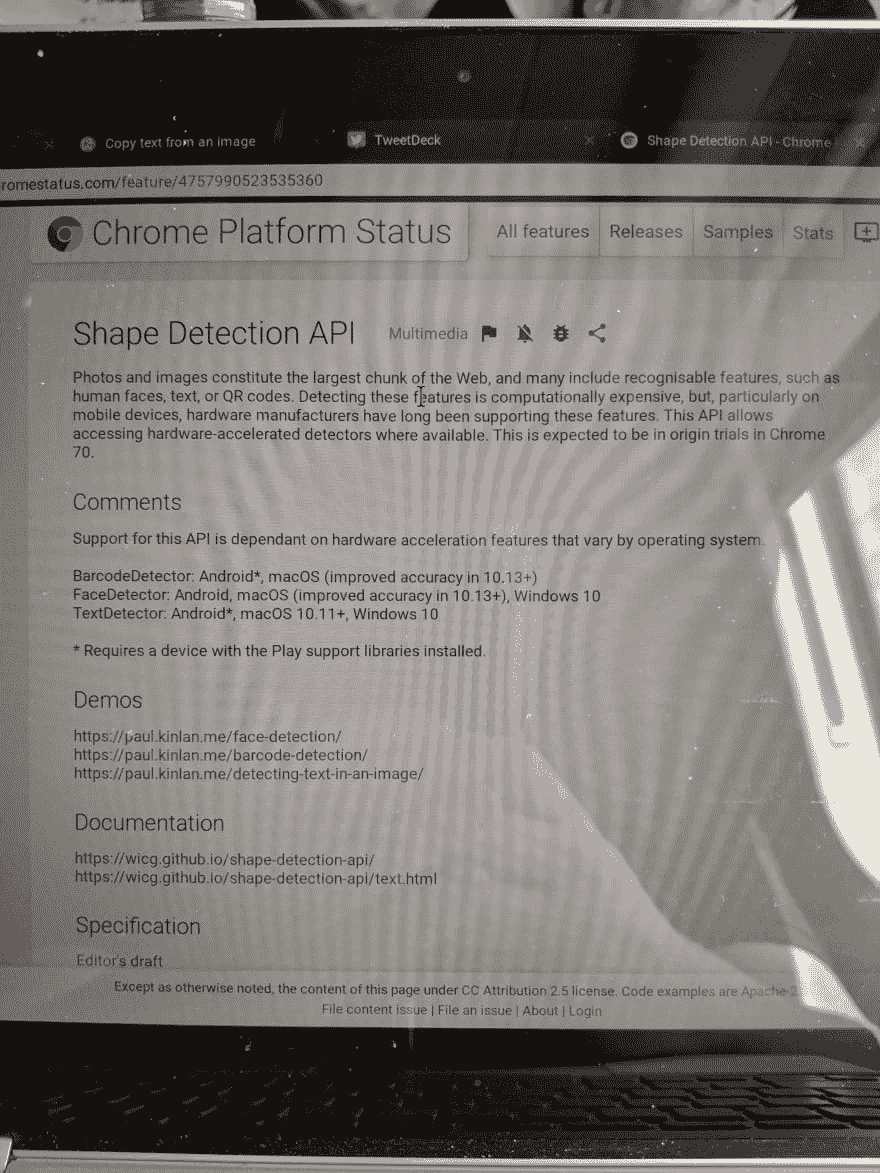 Copy text from an image
TweetDeck
Shape Detection API - Chrome
romestatus.com/feature/4757990523535360
Chrome Platform Status
All features
Releases
Samples
Stats
Shape Detection API
Multimedia
Photos and images constitute the largest chunk of the Web, and many include recognisable features, such as
human faces, text, or QR codes. Detecting these features is computationally expensive, but, particularly on
mobile devices, hardware manufacturers have long been supporting these features. This API allows
accessing hardware-accelerated detectors where available. This is expected to be in origin trials in Chrome
70.
Comments
Support for this API is dependant on hardware acceleration features that vary by operating system.
BarcodeDetector: Android*, macOS (improved accuracy in 10.13+)
FaceDetector: Android, macOS (improved accuracy in 10.13+), Windows 10
TextDetector: Android*, macOS 10.11+, Windows 10
* Requires a device with the Play support libraries installed.
Demos
https://paul.kinlan.me/face-detection/
https://paul.kinlan.me/barcode-detection/
https://paul.kinlan.me/detecting-text-in-an-image/
Documentation
https://wicg.github.io/shape-detection-api/
https://wicg.github.io/shape-detection-api/text.html
Specification
Editor's draft
Except as otherwise noted, the content of this page under CC Attribution 2.5 license. Code examples are Apache-2
File content issue | File an issue | About | Login